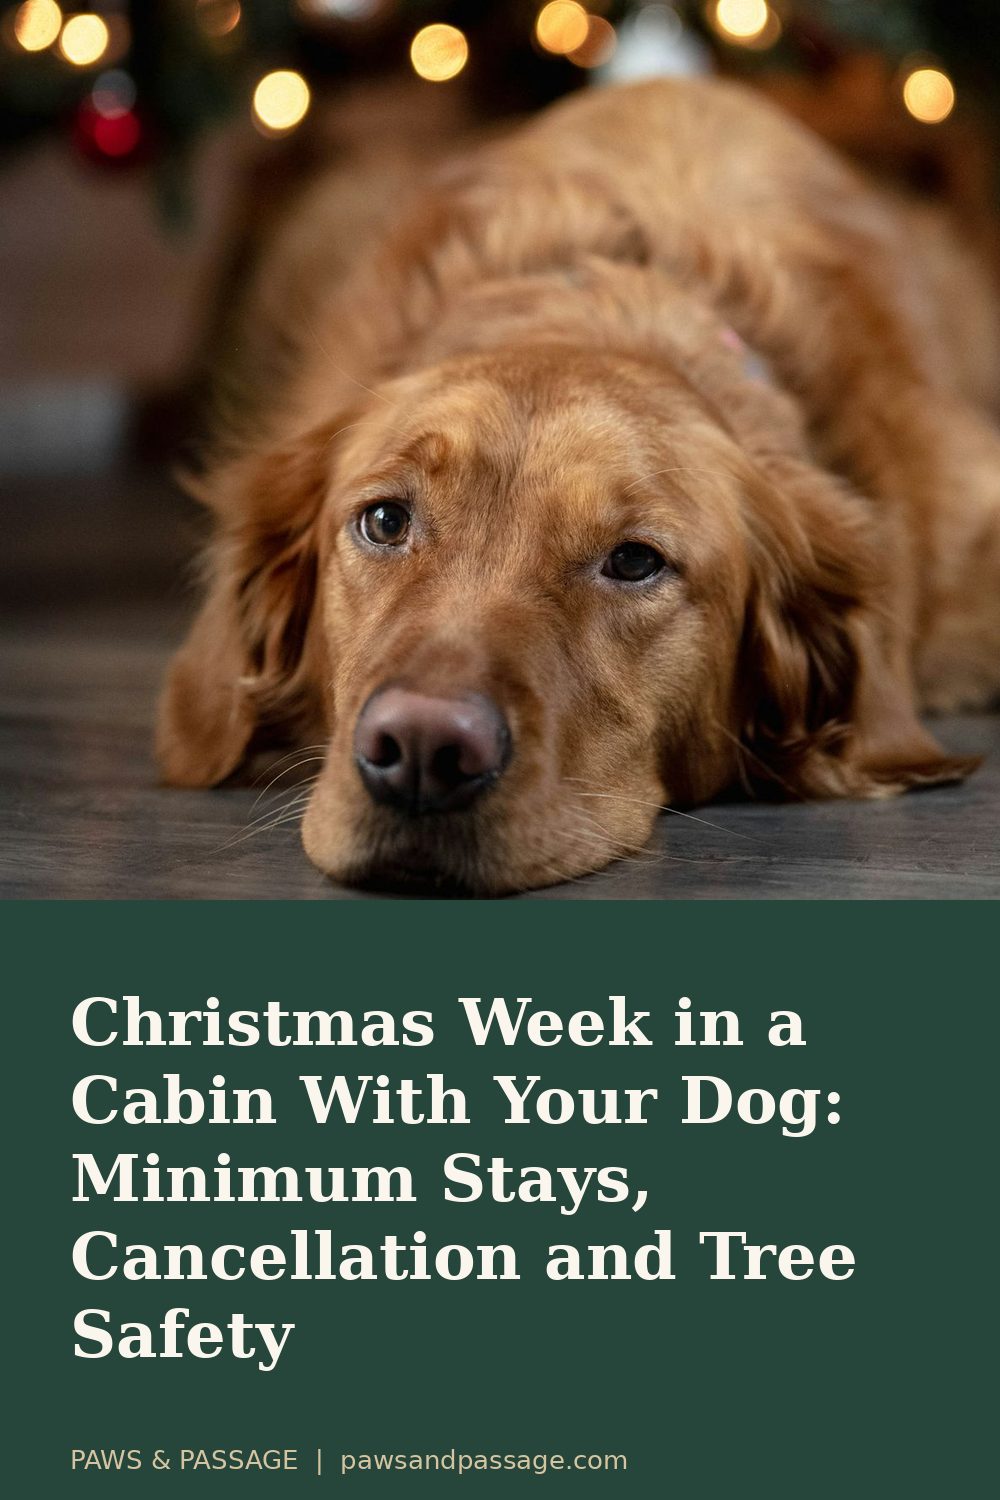 Christmas Week in a
Cabin With Your Dog:
Minimum Stays,
Cancellation and Tree
Safety
PAWS & PASSAGE | pawsandpassage.com